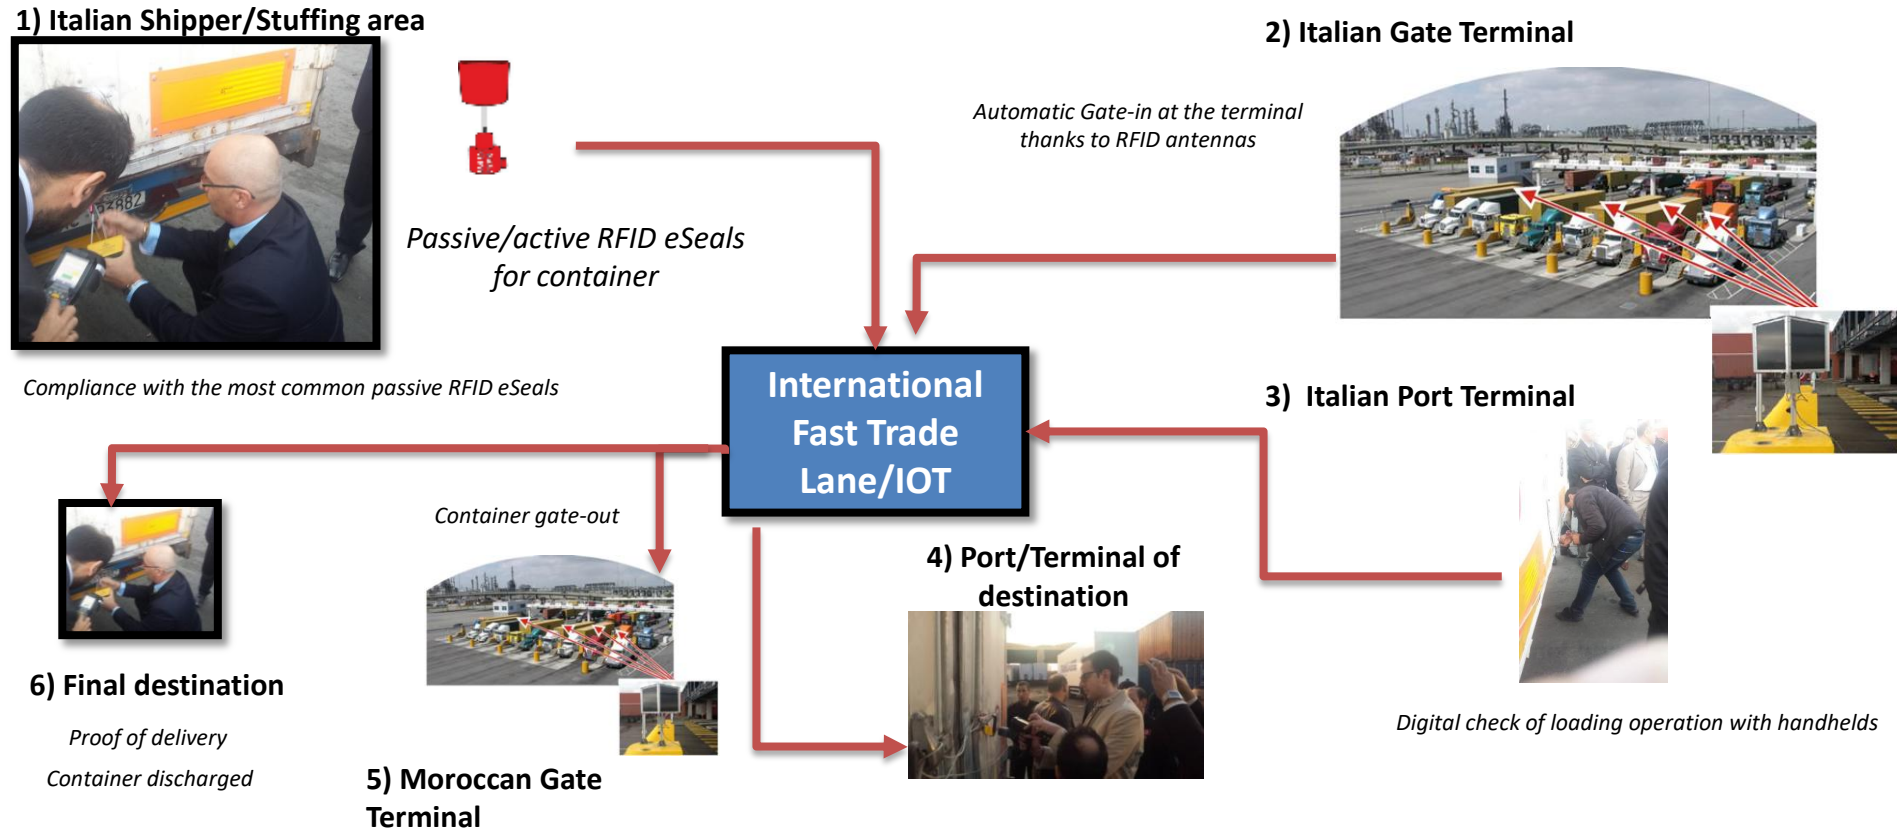 1) Italian Shipper/Stuffing area
2) Italian Gate Terminal
Automatic Gate-in at the terminal
thanks to RFID antennas
Passive/active RFID eSeals
for container
Compliance with the most common passive RFID eSeals
International
Fast Trade
Lane/IOT
3) Italian Port Terminal
Container gate-out
4) Port/Terminal of
destination
6) Final destination
Proof of delivery
Container discharged
5) Moroccan Gate
Terminal
Digital check of loading operation with handhelds